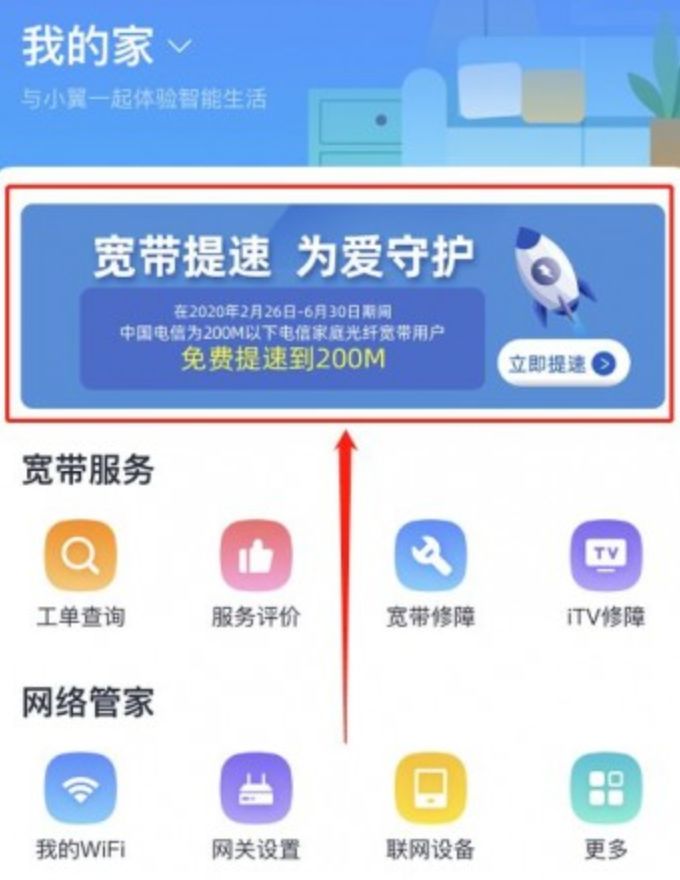 我的家
与小翼一起体验智能生活
宽带提速 为爱守护
在2020年2月26日-6月30日期间
中国电信为200M以下电信家庭光纤宽带用户
免费提速到200M
立即提速
宽带服务
工单查询 服务评价 宽带修障 iTV修障
TV
网络管家
我的WiFi 网关设置 联网设备 更多